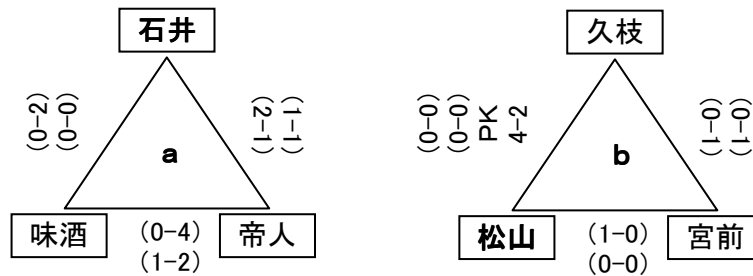 石井
久枝
(0-2)
(0-0)
(1-1)
(2-1)
(0-0)
(0-0)
PK
4-2
(0-1)
(0-1)
a
b
味酒
(0-4)
(1-2)
帝人
松山
(1-0)
(0-0)
宮前